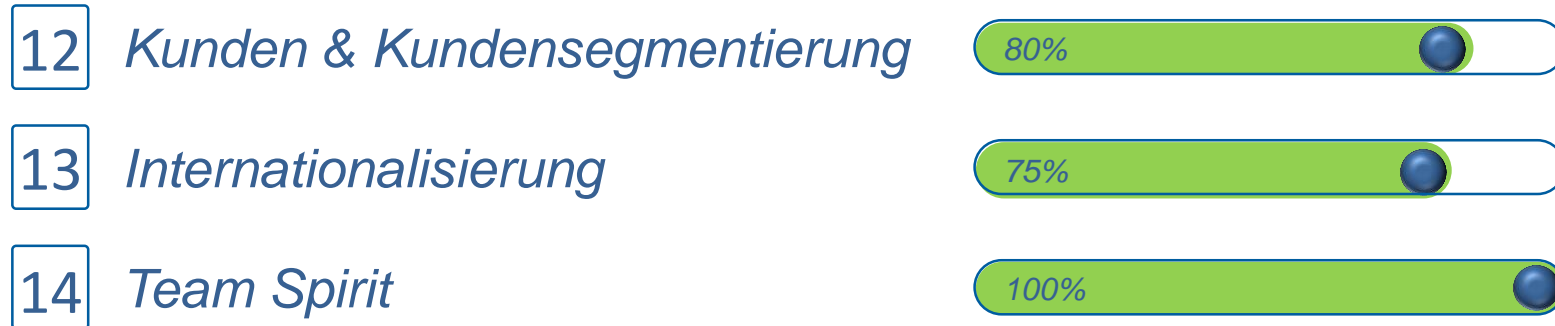 12 Kunden & Kundensegmentierung 80%
13 Internationalisierung 75%
14 Team Spirit 100%